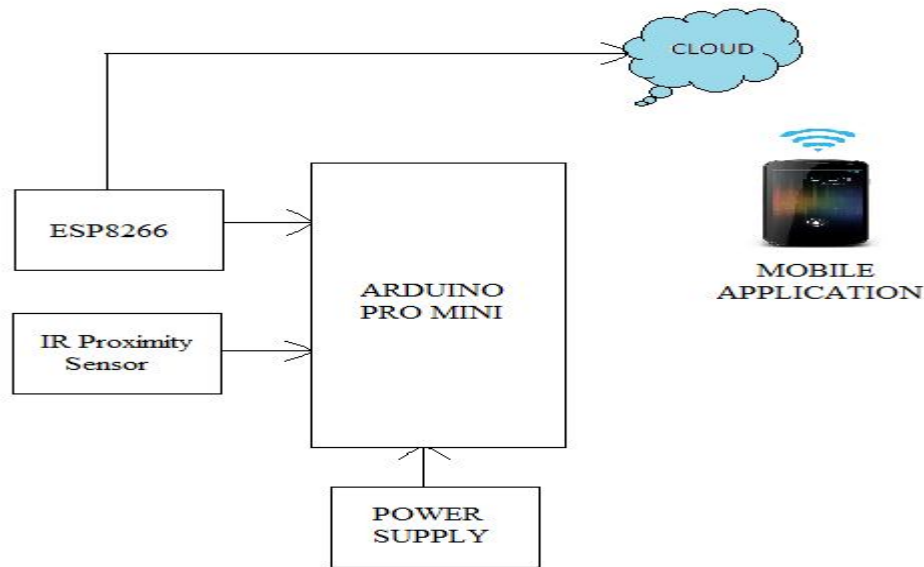 CLOUD
ESP8266
ARDUINO
PRO MINI
MOBILE
APPLICATION
IR Proximity
Sensor
POWER
SUPPLY